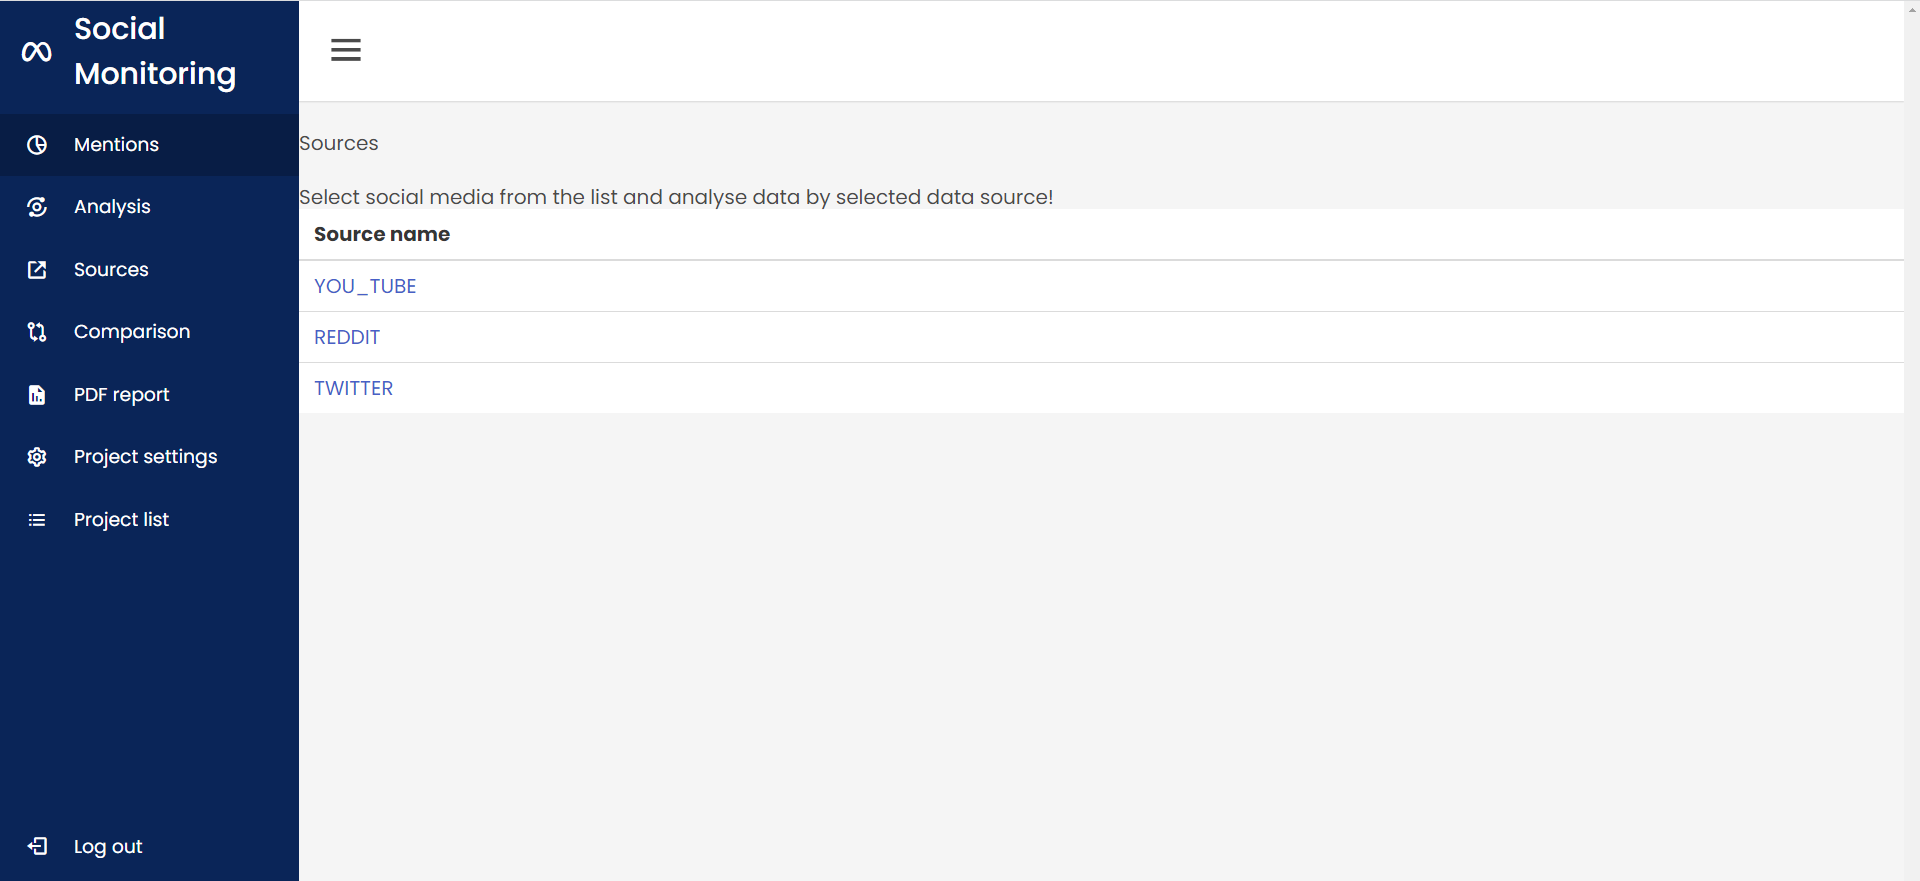 Social
Monitoring
Mentions
Analysis
Sources
Comparison
PDF report
Project settings
Project list
Log out
Sources
Select social media from the list and analyse data by selected data source!
Source name
YOU_TUBE
REDDIT
TWITTER